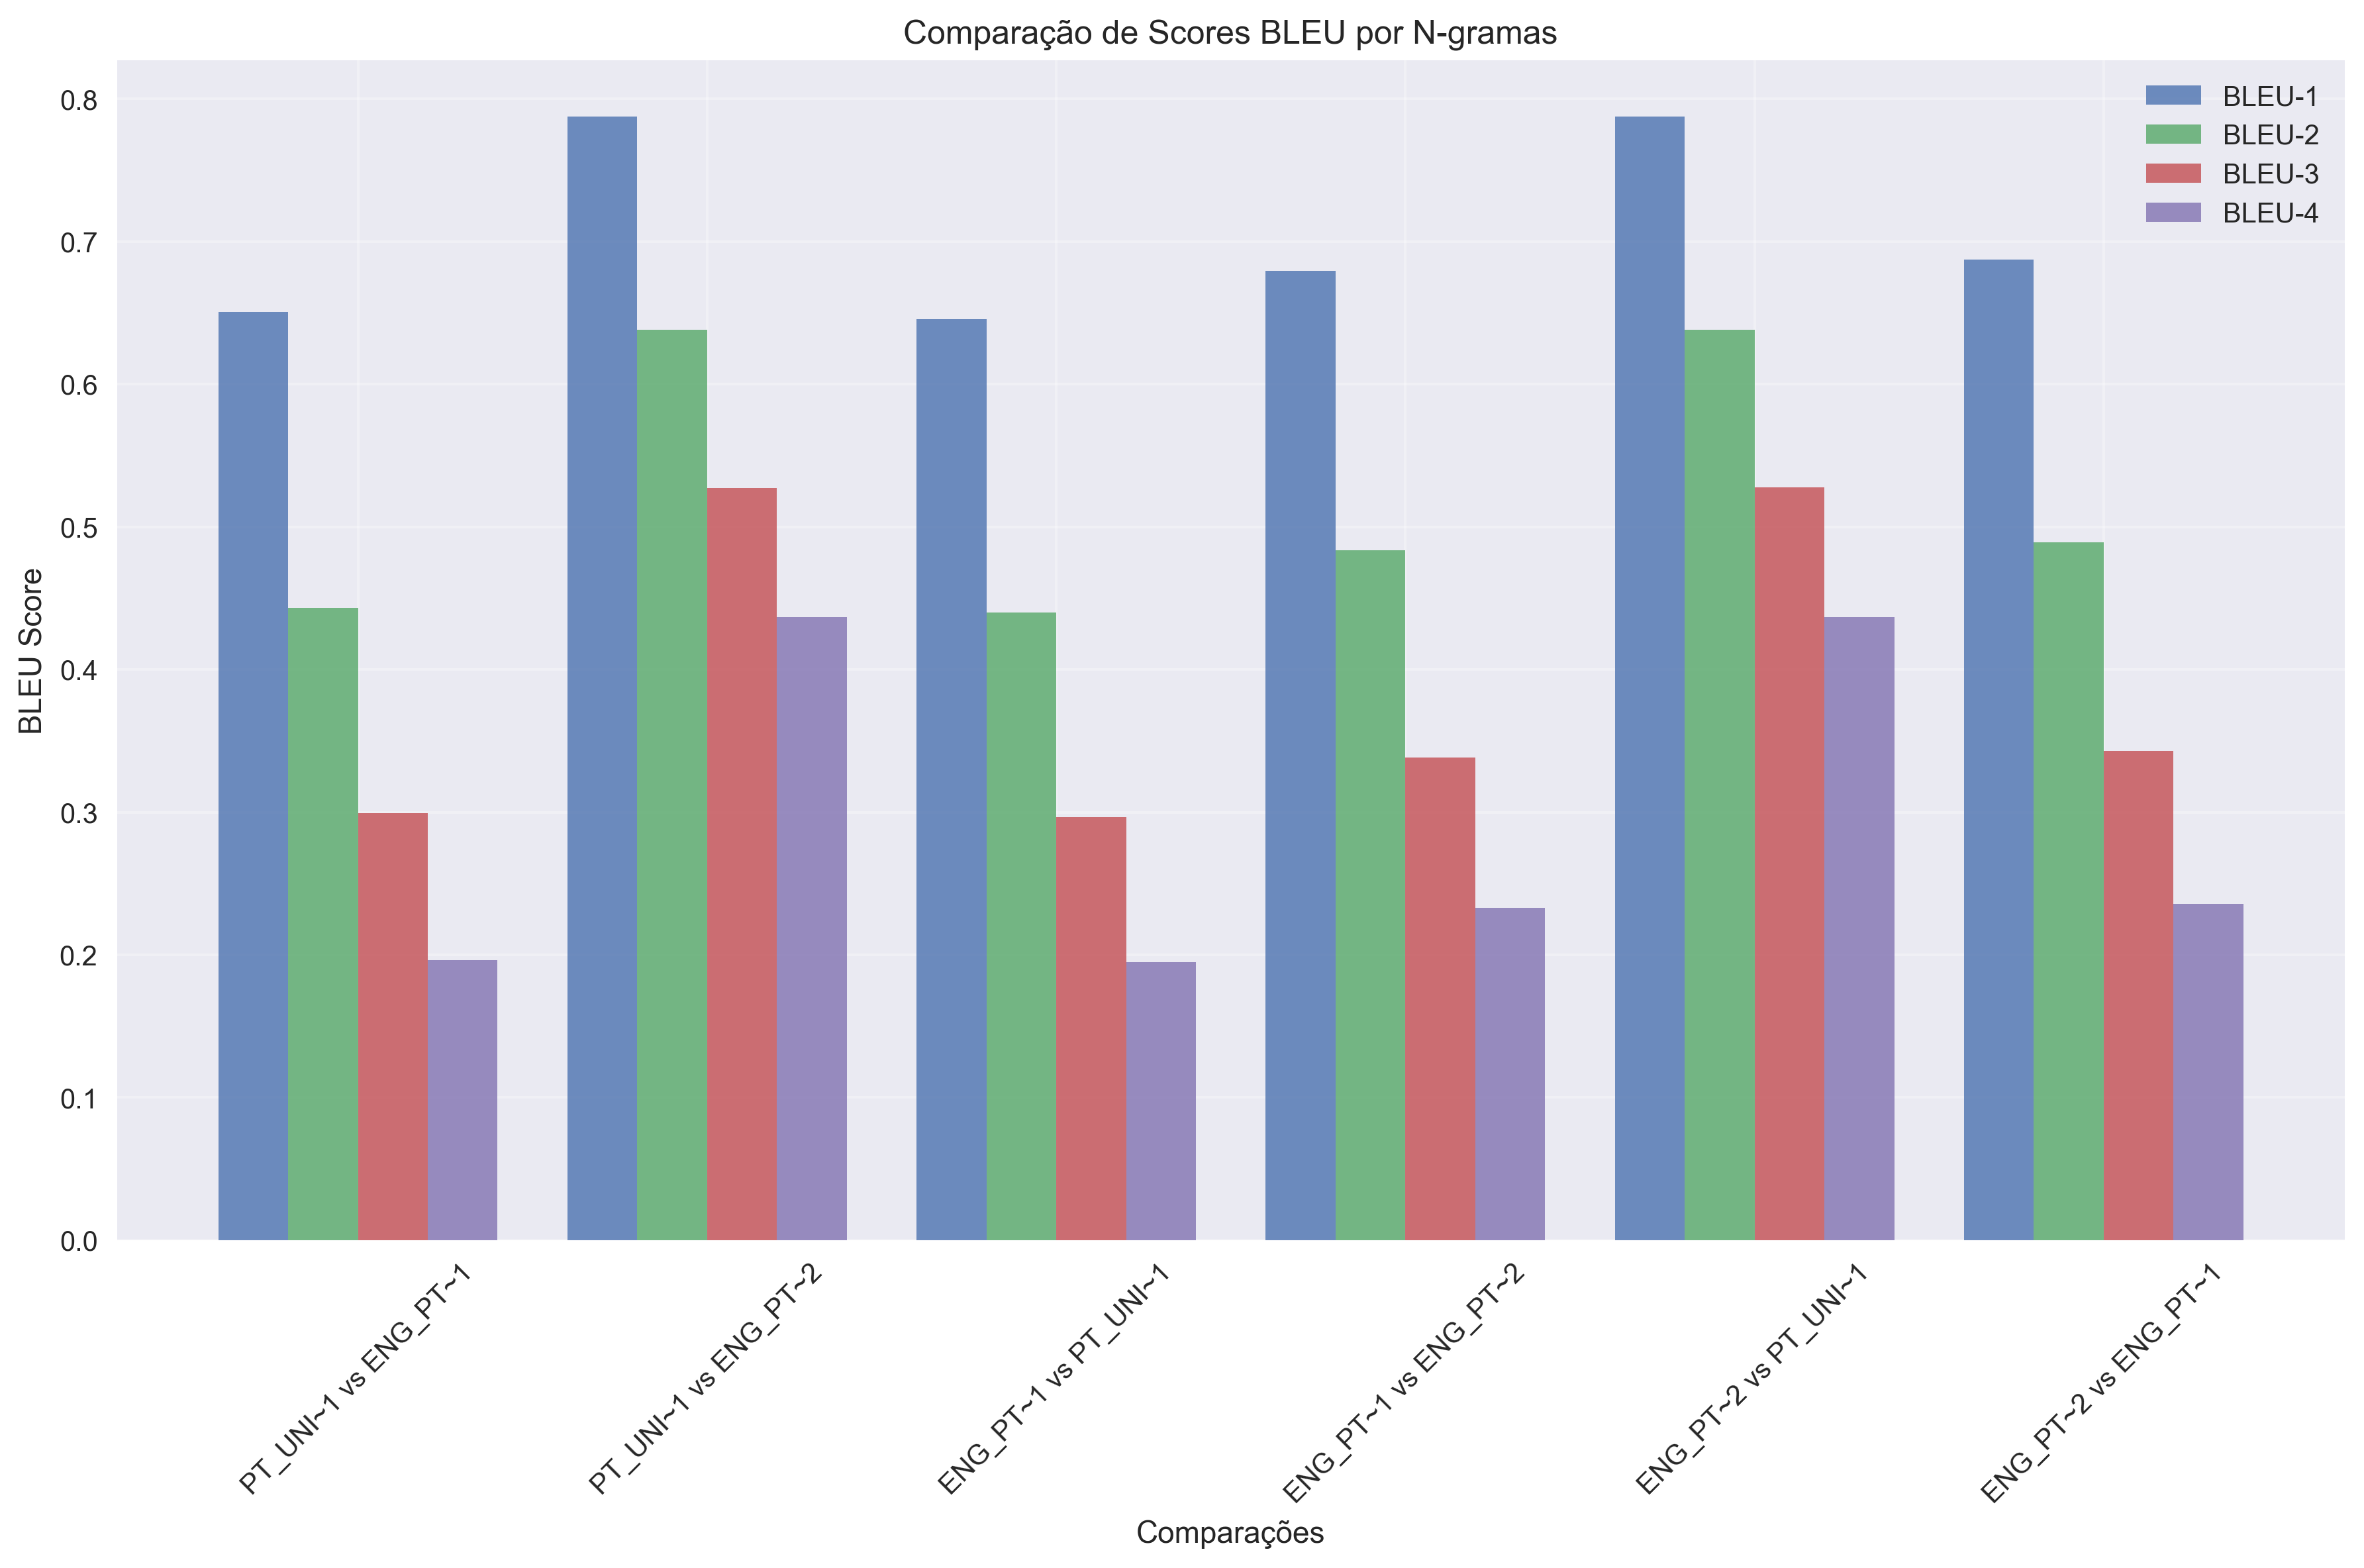 Comparação de Scores BLEU por N-gramas
BLEU-1
BLEU-2
BLEU-3
BLEU-4
BLEU Score
0.8
0.7
0.6
0.5
0.4
0.3
0.2
0.1
0.0
PT_UNI~1 vs ENG_PT~1
PT_UNI~1 vs ENG_PT~2
ENG_PT~1 vs PT_UNI~1
ENG_PT~1 vs ENG_PT~2
ENG_PT~2 vs PT_UNI~1
ENG_PT~2 vs ENG_PT~1
Comparações